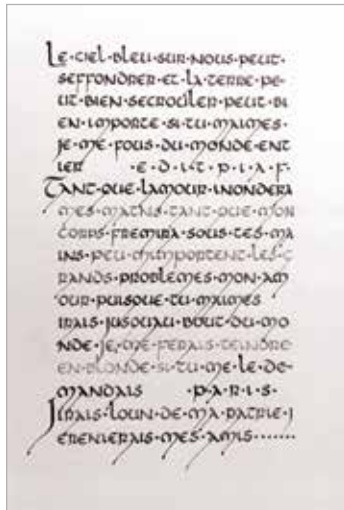 LE·CIEL·BLEU·SUR·NOUS·PEUT·
SEFFONDRER·ET·LA·TERRE·PE-
UT·BIEN·SECROULER·PEUT·BI
EN·IMPORTE·SI·TU·MAIMES·
JE·ME·FOUS·DU·MONDE·ENT
IER ·E·D·I·T·P·I·A·F·
TANT·QUE·LAMOUR·INONDERA
MES·MATINS·TANT·QUE·MON
CORPS·FREMIRA·SOUS·TES·MA
INS·PEU·MIMPORTENT·LES·G
RANDS·PROBLEMES·MON·AM
OUR·PUISQUE·TU·MAIMES
IRAIS·JUSQUAU·BOUT·DU·MO
NDE·JE·ME·FERAIS·TEINDRE
EN·BLONDE·SI·TU·ME·LE·DE-
MANDAIS ·P·A·R·I·S·
JIRAIS·LOUN·DE·MA·PATRIE·J
ERENIERAIS·MES·AMIS·······